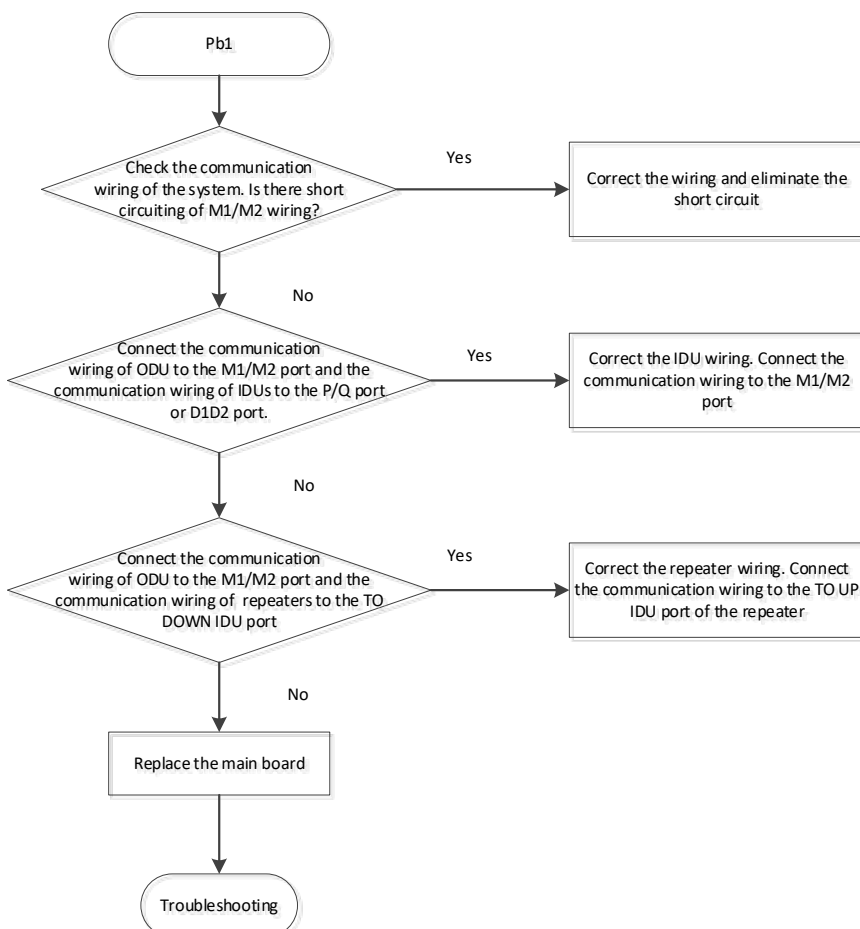 Pb1
Check the communication
wiring of the system. Is there short
circuiting of M1/M2 wiring?
Yes
Correct the wiring and eliminate the
short circuit
No
Connect the communication
wiring of ODU to the M1/M2 port and the
communication wiring of IDUs to the P/Q port
or D1D2 port.
Yes
Correct the IDU wiring. Connect the
communication wiring to the M1/M2
port
No
Connect the communication
wiring of ODU to the M1/M2 port and the
communication wiring of repeaters to the TO
DOWN IDU port
Yes
Correct the repeater wiring. Connect
the communication wiring to the TO UP
IDU port of the repeater
No
Replace the main board
Troubleshooting